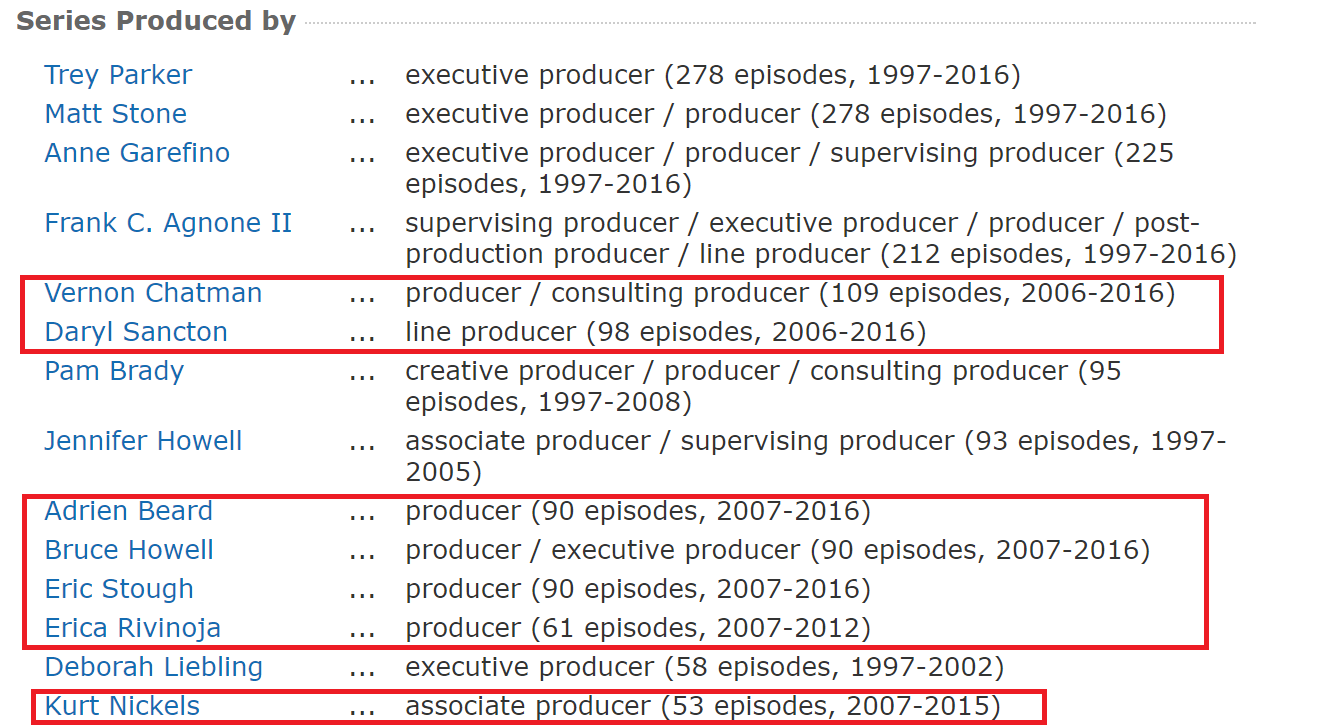 Series Produced by
Trey Parker ... executive producer (278 episodes, 1997-2016)
Matt Stone ... executive producer / producer (278 episodes, 1997-2016)
Anne Garefino ... executive producer / producer / supervising producer (225
episodes, 1997-2016)
Frank C. Agnone II ... supervising producer / executive producer / producer / post-
production producer / line producer (212 episodes, 1997-2016)
Vernon Chatman ... producer / consulting producer (109 episodes, 2006-2016)
Daryl Sancton ... line producer (98 episodes, 2006-2016)
Pam Brady ... creative producer / producer / consulting producer (95
episodes, 1997-2008)
Jennifer Howell ... associate producer / supervising producer (93 episodes, 1997-
2005)
Adrien Beard ... producer (90 episodes, 2007-2016)
Bruce Howell ... producer / executive producer (90 episodes, 2007-2016)
Eric Stough ... producer (90 episodes, 2007-2016)
Erica Rivinoja ... producer (61 episodes, 2007-2012)
Deborah Liebling ... executive producer (58 episodes, 1997-2002)
Kurt Nickels ... associate producer (53 episodes, 2007-2015)